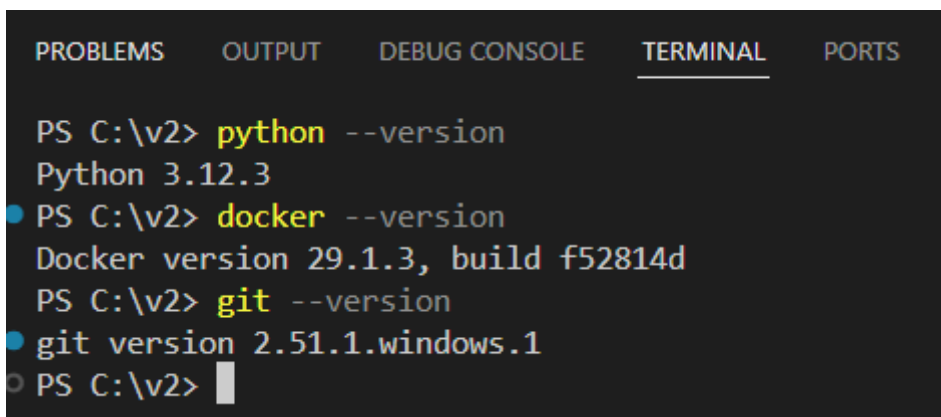 PROBLEMS OUTPUT DEBUG CONSOLE TERMINAL PORTS
PS C:\v2> python --version
Python 3.12.3
PS C:\v2> docker --version
Docker version 29.1.3, build f52814d
PS C:\v2> git --version
git version 2.51.1.windows.1
PS C:\v2>